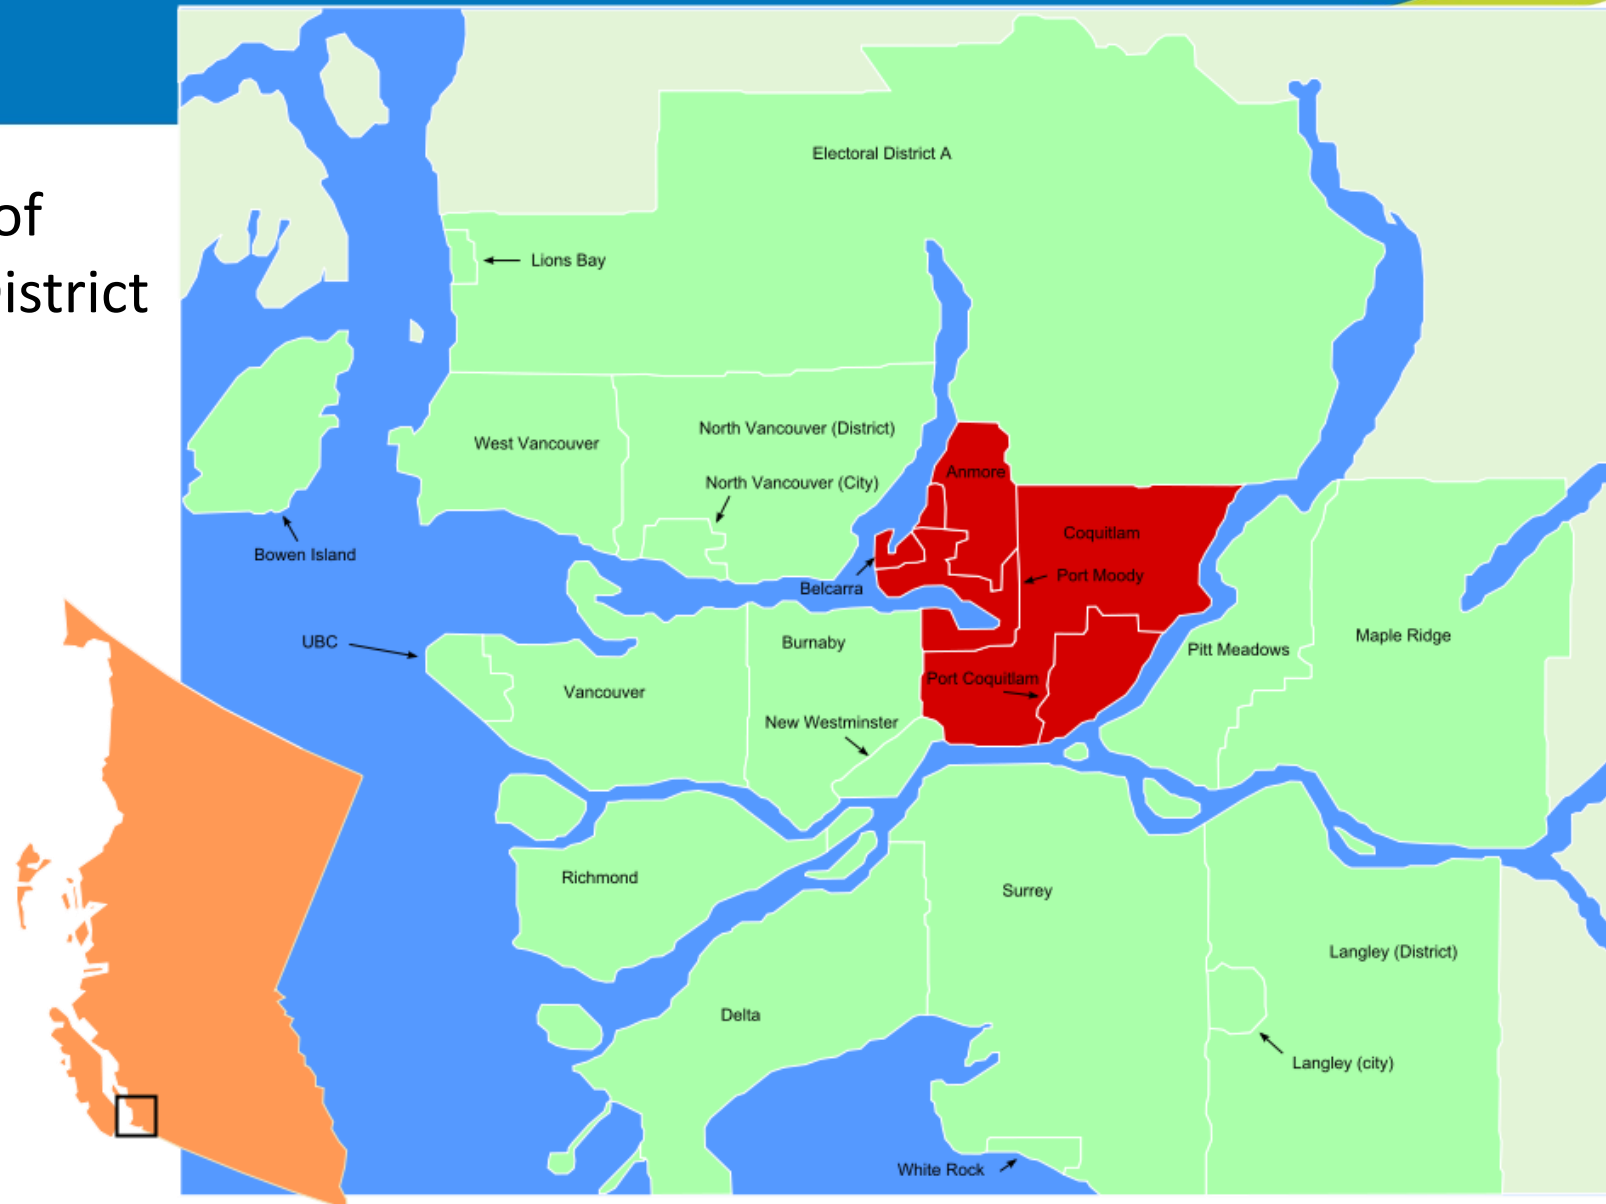 of
District
Electoral District A
Lions Bay
North Vancouver (District)
West Vancouver
Anmore
North Vancouver (City)
Coquitlam
Bowen Island
Port Moody
Belcarra
UBC
Burnaby
Maple Ridge
Pitt Meadows
Port Coquitlam
Vancouver
New Westminster
Richmond
Surrey
Langley (District)
Delta
Langley (city)
White Rock